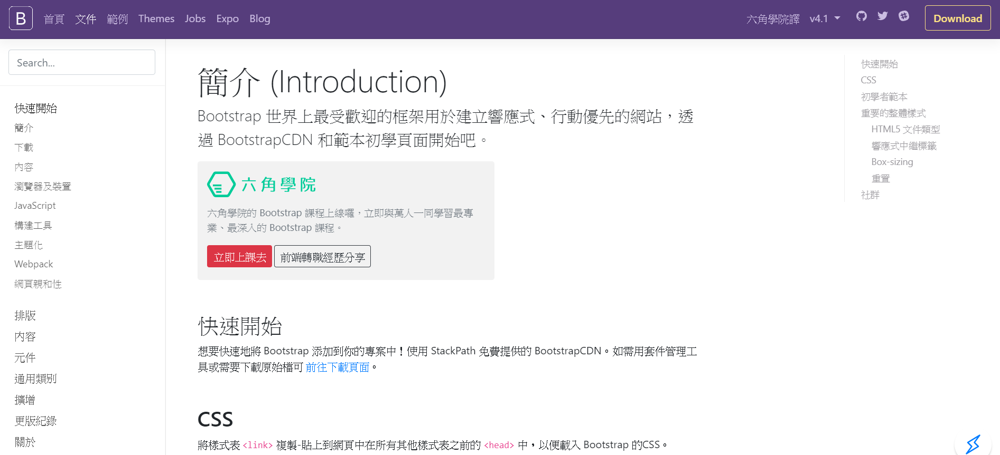 B 首頁 文件 範例 Themes Jobs Expo Blog 六角學院譯 v4.1 Download
Search...
快速開始
簡介
下載
內容
瀏覽器及裝置
JavaScript
構建工具
主題化
Webpack
網頁親和性
排版
內容
元件
通用類別
擴增
更版紀錄
關於
簡介 (Introduction)
Bootstrap 世界上最受歡迎的框架用於建立響應式、行動優先的網站，透
過 BootstrapCDN 和範本初學頁面開始吧。
六角學院
六角學院的 Bootstrap 課程上線囉，立即與萬人一同學習最專
業、最深入的 Bootstrap 課程。
立即上課去 前端轉職經歷分享
快速開始
想要快速地將 Bootstrap 添加到你的專案中！使用 StackPath 免費提供的 BootstrapCDN。如需用套件管理工
具或需要下載原始檔可 前往下載頁面。
CSS
將樣式表 <link> 複製-貼上到網頁中在所有其他樣式表之前的 <head> 中，以便載入 Bootstrap 的CSS。
快速開始
CSS
初學者範本
重要的整體樣式
HTML5 文件類型
響應式中繼標籤
Box-sizing
重置
社群